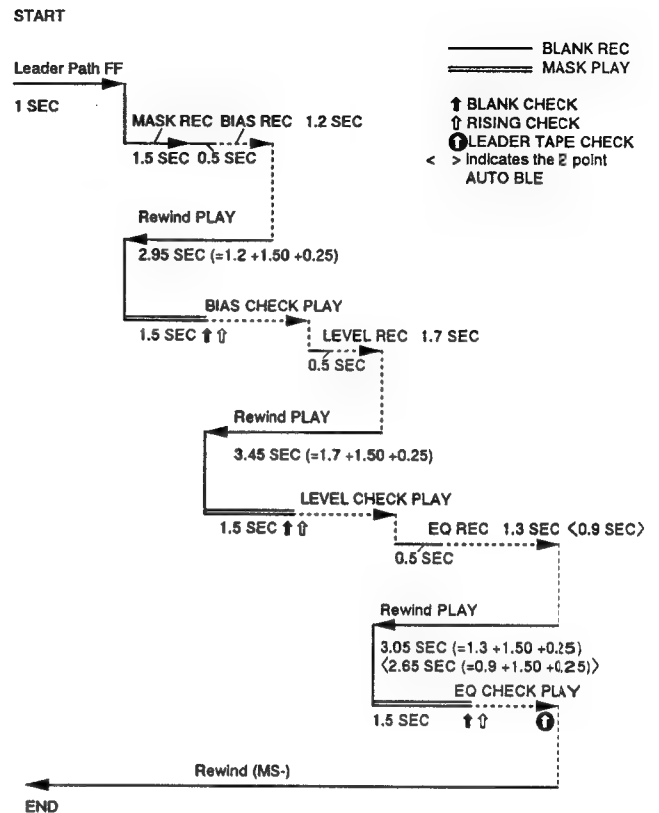 START
Leader Path FF
1 SEC
BLANK REC
MASK PLAY
BLANK CHECK
RISING CHECK
LEADER TAPE CHECK
< > Indicates the 2 point
AUTO BLE
MASK REC BIAS REC 1.2 SEC
1.5 SEC 0.5 SEC
Rewind PLAY
2.95 SEC (=1.2 +1.50 +0.25)
BIAS CHECK PLAY
1.5 SEC
LEVEL REC 1.7 SEC
0.5 SEC
Rewind PLAY
3.45 SEC (=1.7 +1.50 +0.25)
LEVEL CHECK PLAY
1.5 SEC
EQ REC 1.3 SEC <0.9 SEC>
0.5 SEC
Rewind PLAY
3.05 SEC (=1.3 +1.50 +0.25)
<2.65 SEC (=0.9 +1.50 +0.25)>
EQ CHECK PLAY
1.5 SEC
Rewind (MS-)
END